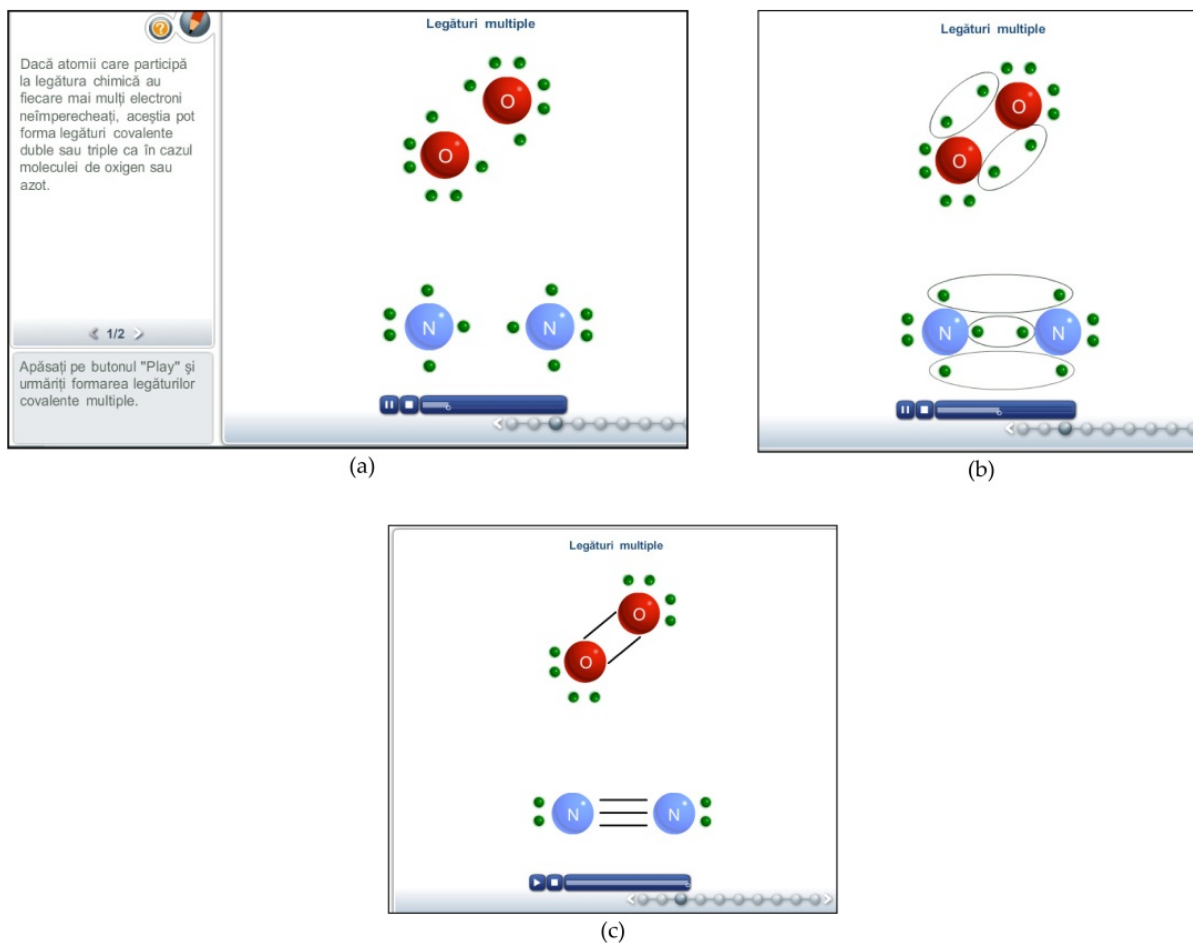 Legături multiple
Dacă atomii care participă
la legătura chimică au
fiecare mai mulți electroni
neîmperecheați, aceștia pot
forma legături covalente
duble sau triple ca în cazul
moleculei de oxigen sau
azot.
1/2
Apăsați pe butonul "Play" și
urmăriți formarea legăturilor
covalente multiple.
O
O
N N
(a)
Legături multiple
O
O
N N
(b)
Legături multiple
O
O
N N
(c)